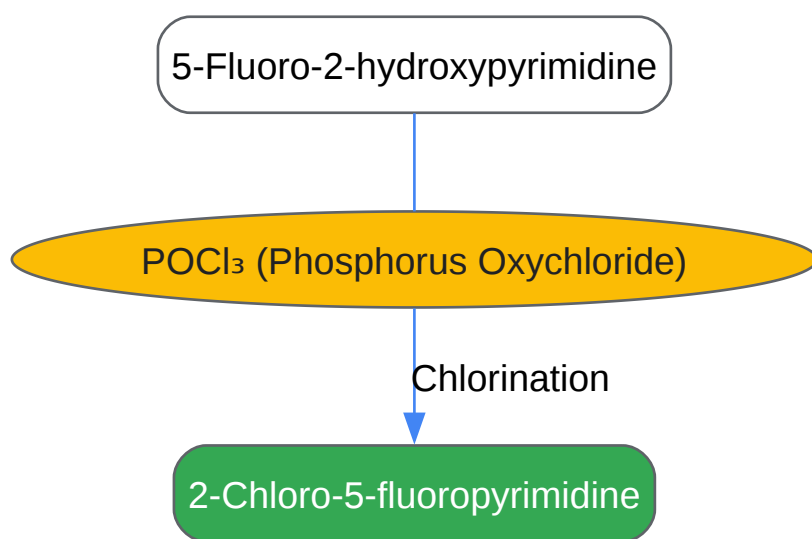 5-Fluoro-2-hydroxypyrimidine
POCl₃ (Phosphorus Oxychloride)
Chlorination
2-Chloro-5-fluoropyrimidine